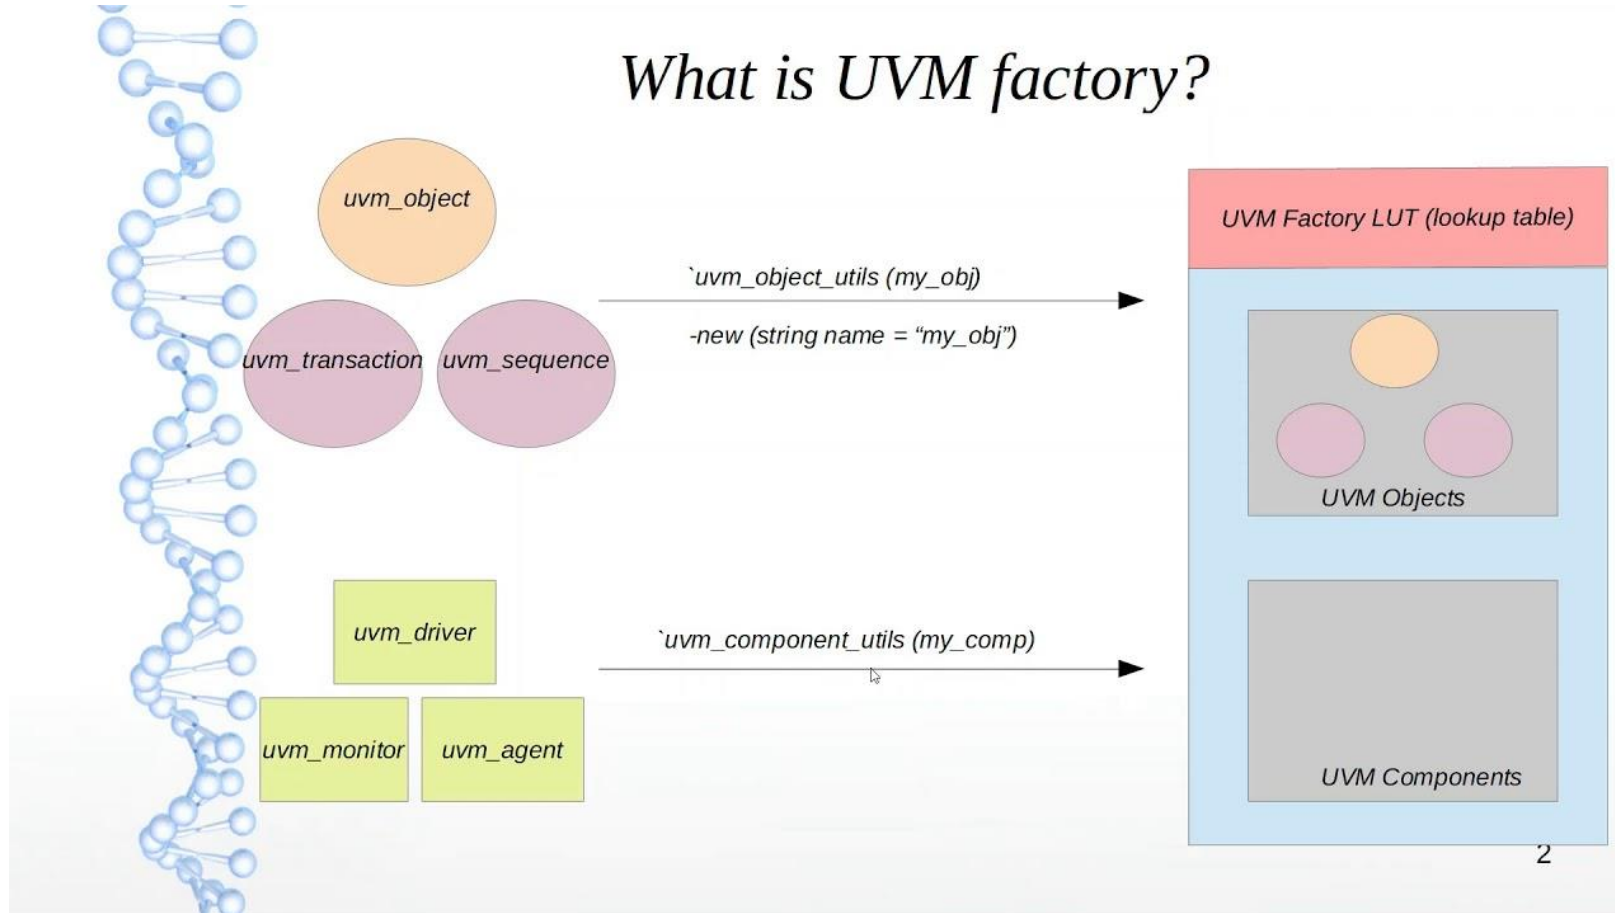 What is UVM factory?
uvm_object
uvm_transaction
uvm_sequence
`uvm_object_utils (my_obj)
-new (string name = “my_obj”)
uvm_driver
uvm_monitor
uvm_agent
`uvm_component_utils (my_comp)
UVM Factory LUT (lookup table)
UVM Objects
UVM Components
2